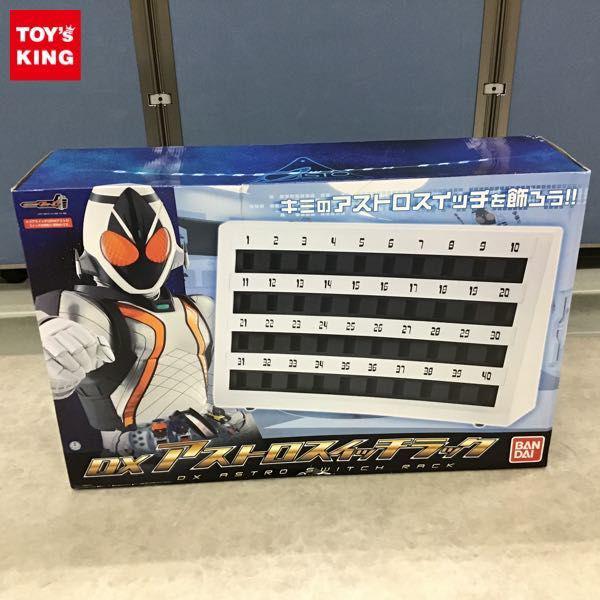 TOY's
KING
キミのアストロスイッチを飾ろう!!
1 2 3 4 5 6 7 8 9 10
11 12 13 14 15 16 17 18 19 20
21 22 23 24 25 26 27 28 29 30
31 32 33 34 35 36 37 38 39 40
DX アストロスイッチラック
DX ASTRO SWITCH RACK
BAN
DAI